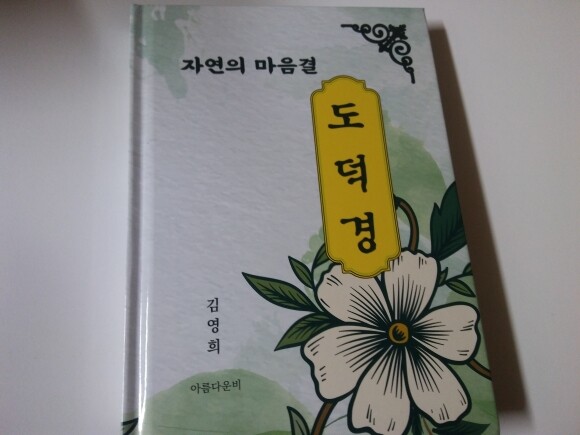 자연의 마음결
도덕경
김영희
아름다운비